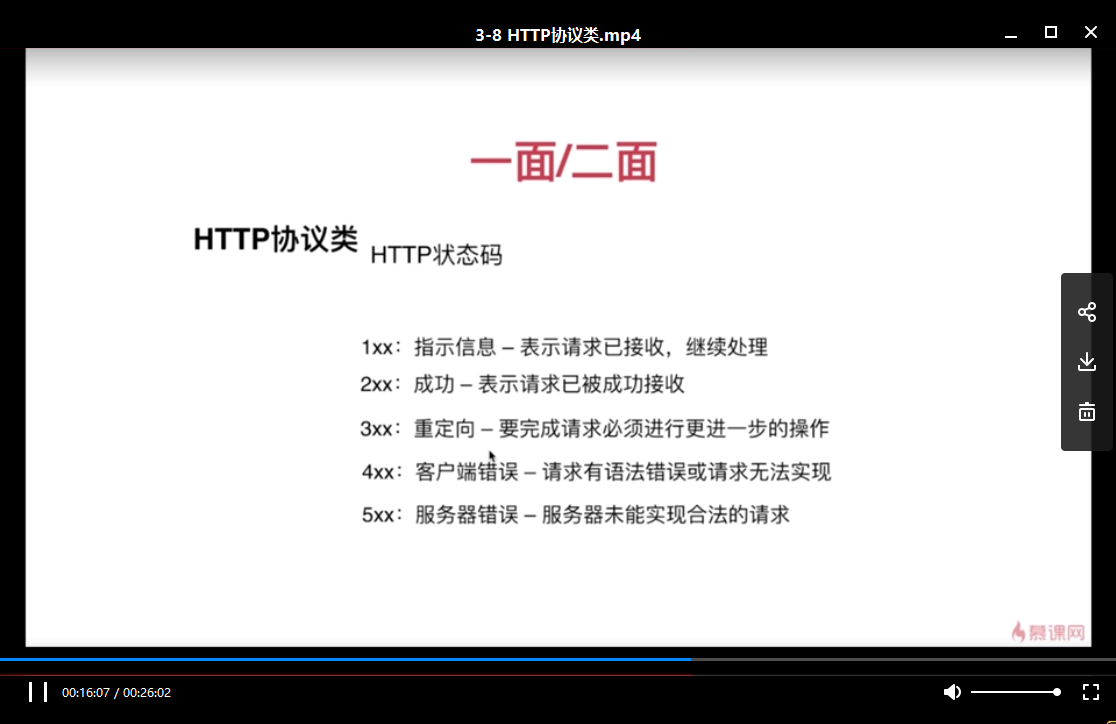 3-8 HTTP协议类.mp4
一面/二面
HTTP协议类
HTTP状态码
1xx：指示信息 – 表示请求已接收，继续处理
2xx：成功 – 表示请求已被成功接收
3xx：重定向 – 要完成请求必须进行更进一步的操作
4xx：客户端错误 – 请求有语法错误或请求无法实现
5xx：服务器错误 – 服务器未能实现合法的请求
慕课网
00:16:07 / 00:26:02